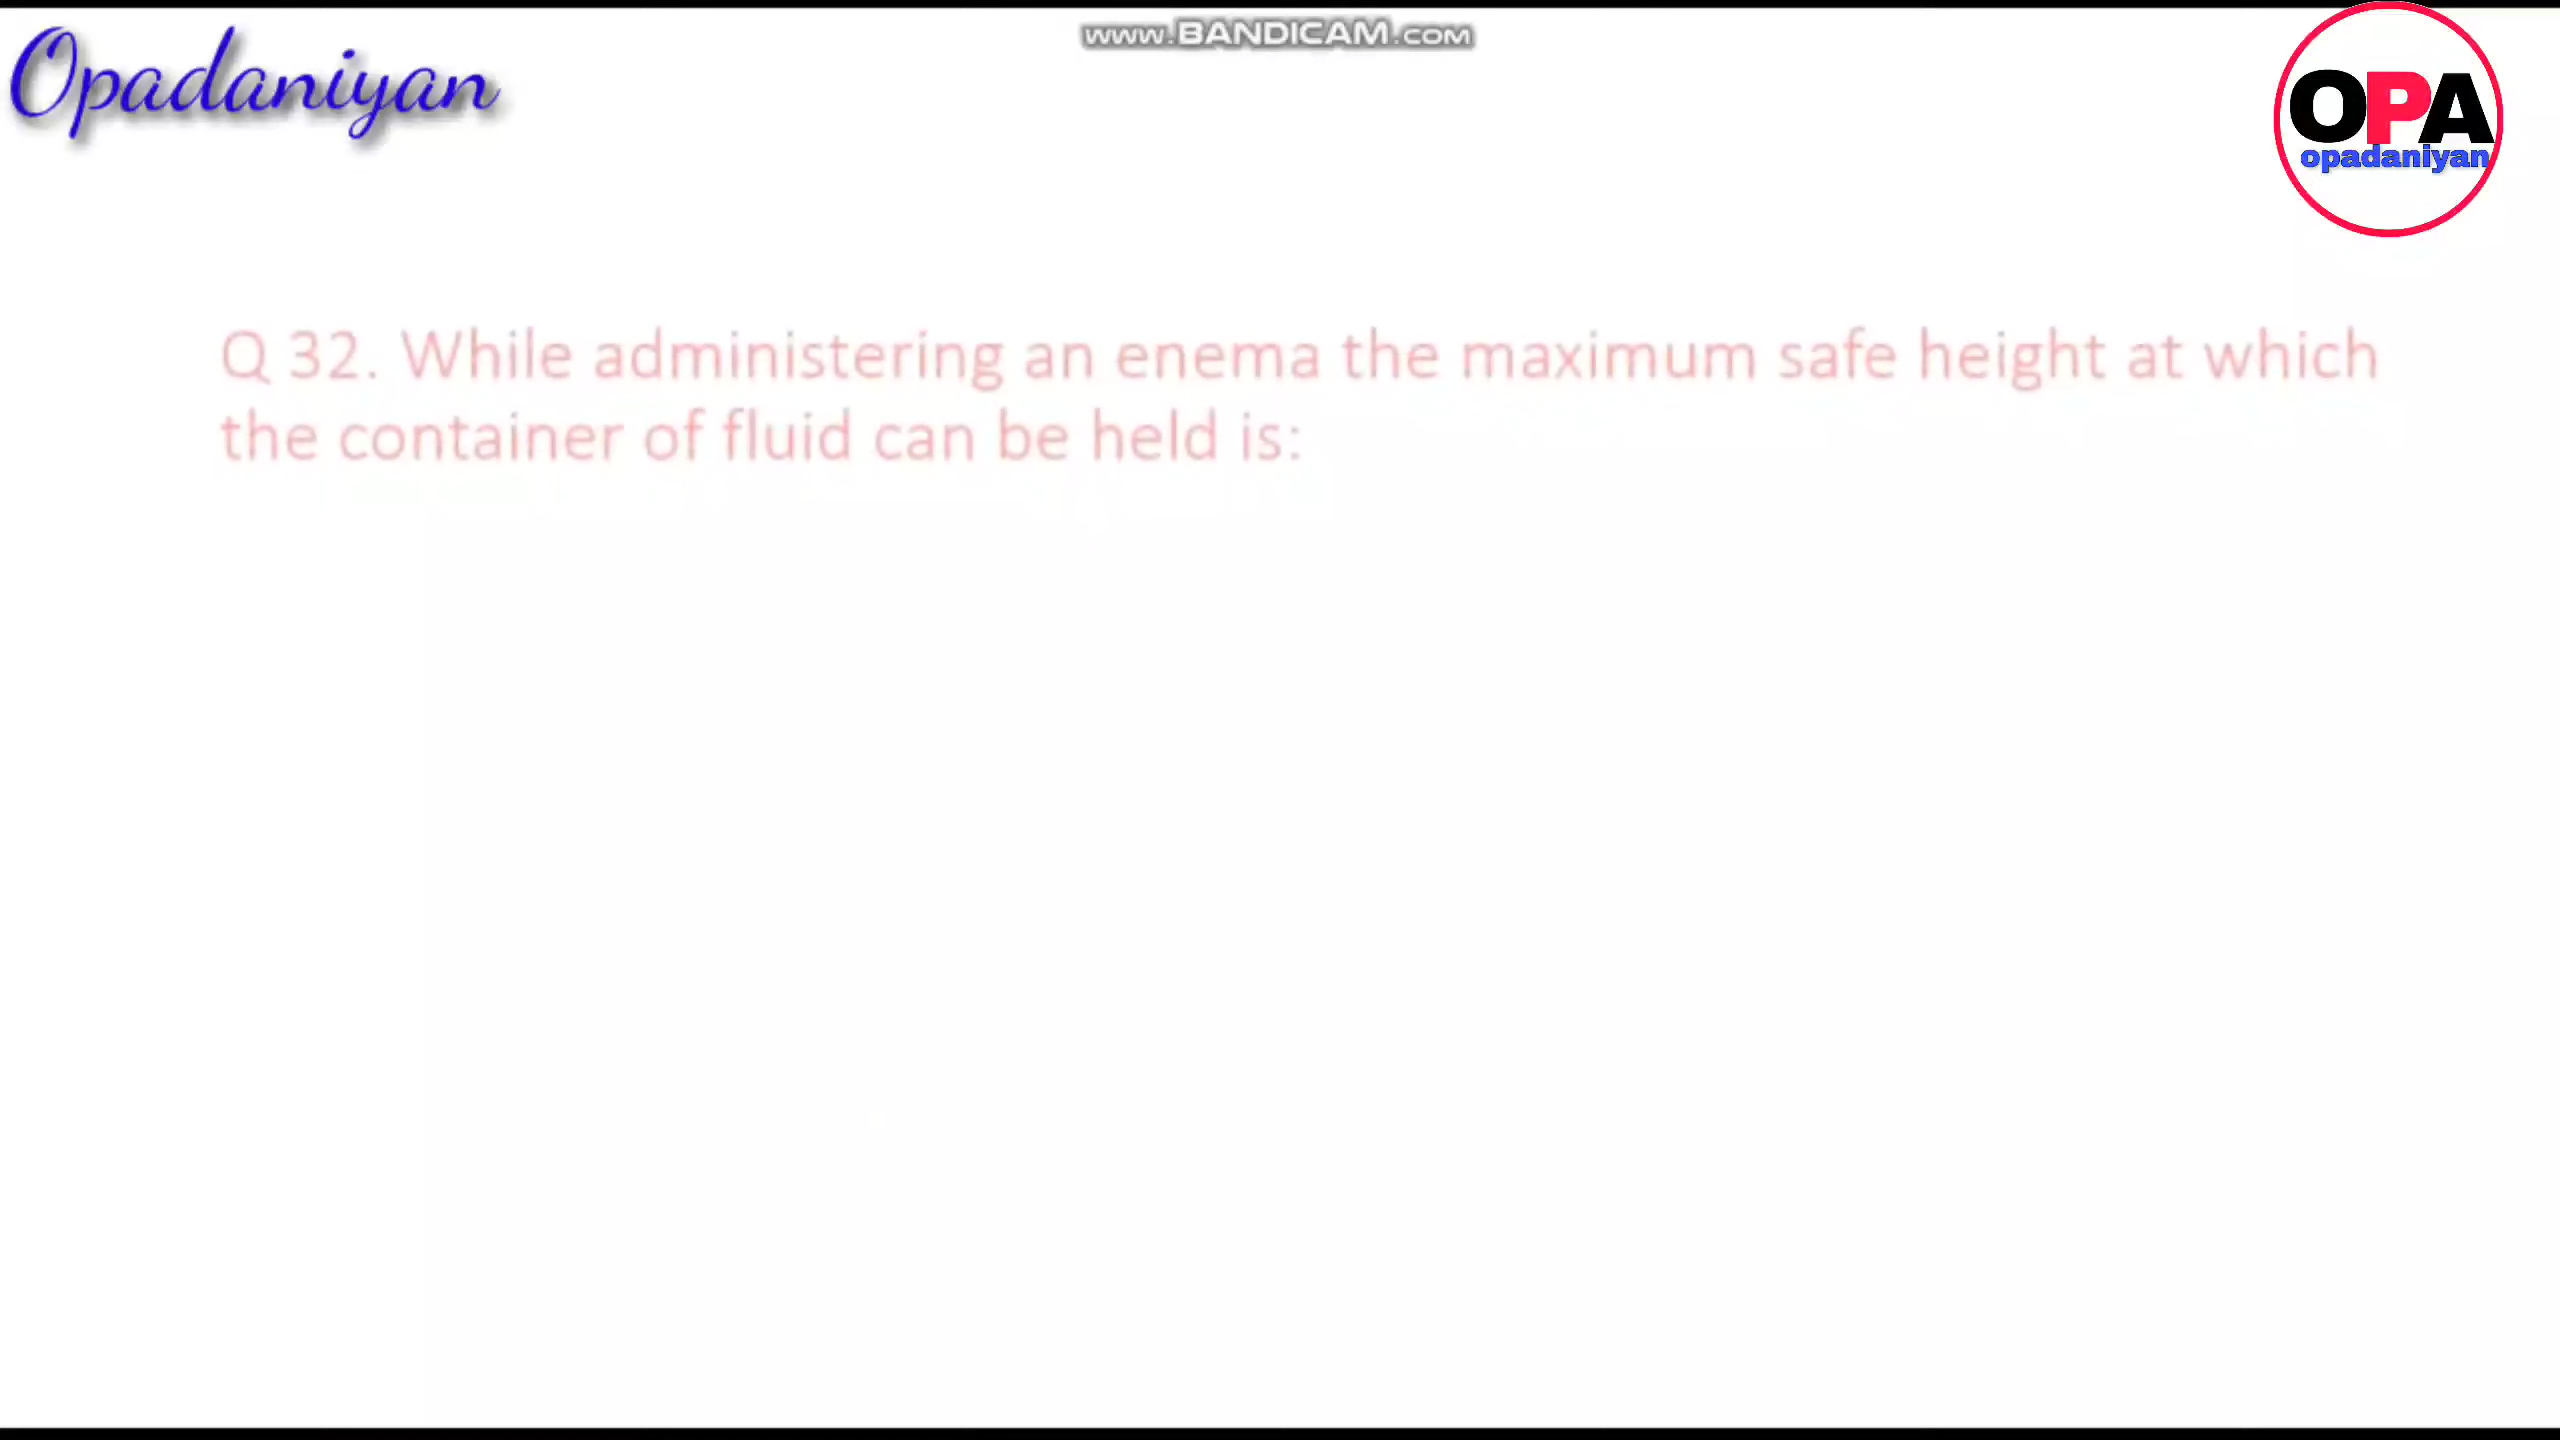 www.BANDICAM.com
Opadaniyan
OPA
opadaniyan
Q 32. While administering an enema the maximum safe height at which
the container of fluid can be held is: